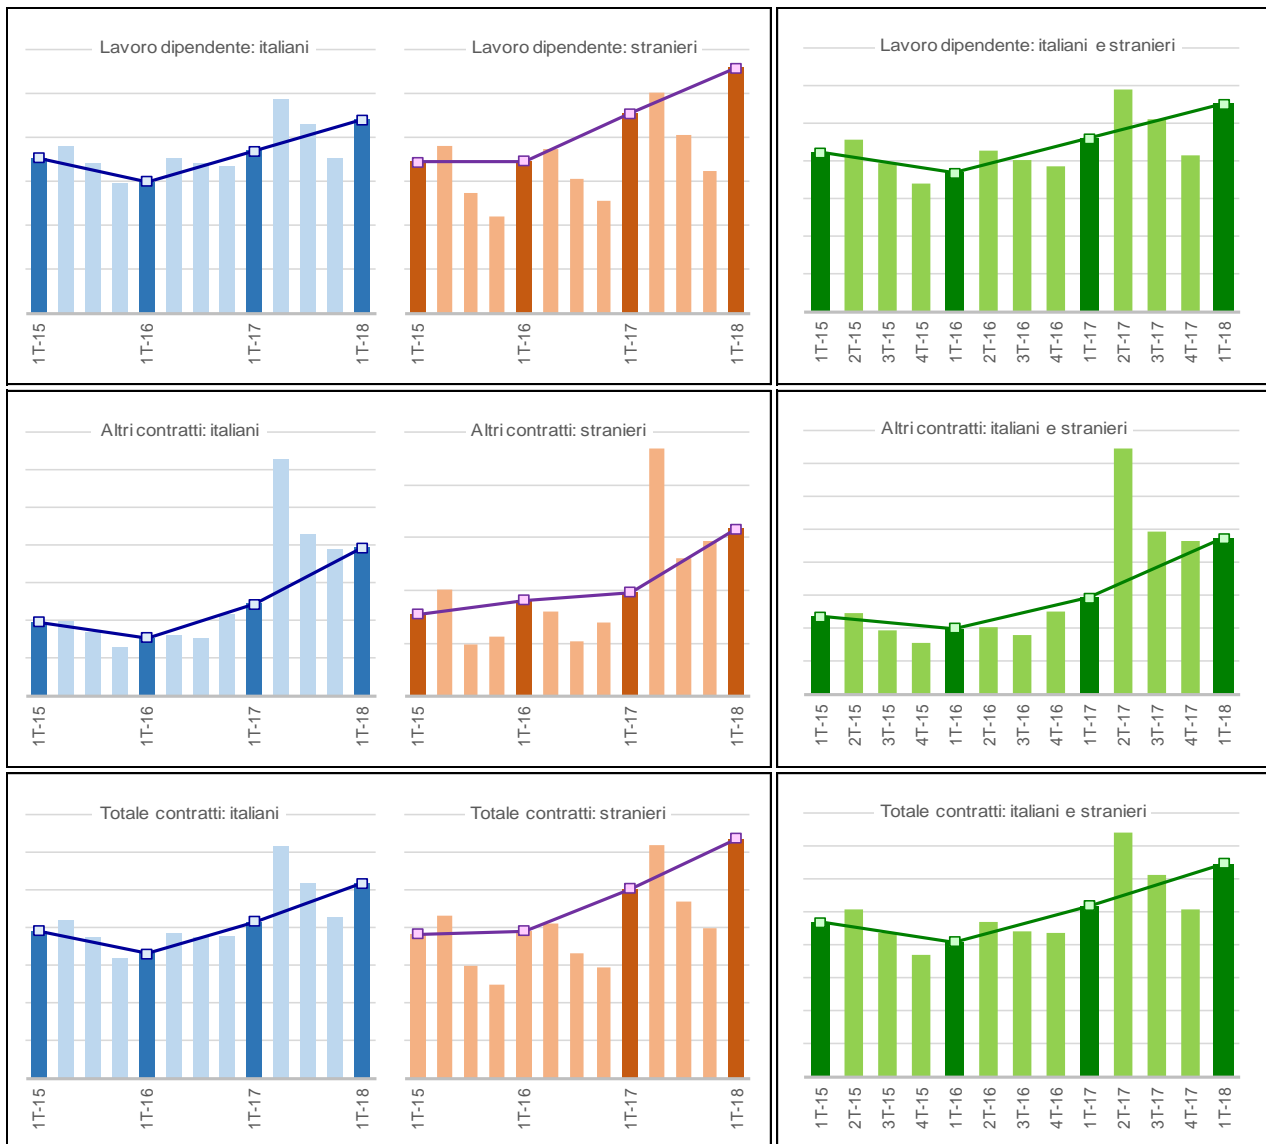 Lavoro dipendente: italiani
1T-15
1T-16
1T-17
1T-18
Lavoro dipendente: stranieri
1T-15
1T-16
1T-17
1T-18
Lavoro dipendente: italiani e stranieri
1T-15
2T-15
3T-15
4T-15
1T-16
2T-16
3T-16
4T-16
1T-17
2T-17
3T-17
4T-17
1T-18
Altri contratti: italiani
1T-15
1T-16
1T-17
1T-18
Altri contratti: stranieri
1T-15
1T-16
1T-17
1T-18
Altri contratti: italiani e stranieri
1T-15
2T-15
3T-15
4T-15
1T-16
2T-16
3T-16
4T-16
1T-17
2T-17
3T-17
4T-17
1T-18
Totale contratti: italiani
1T-15
1T-16
1T-17
1T-18
Totale contratti: stranieri
1T-15
1T-16
1T-17
1T-18
Totale contratti: italiani e stranieri
1T-15
2T-15
3T-15
4T-15
1T-16
2T-16
3T-16
4T-16
1T-17
2T-17
3T-17
4T-17
1T-18